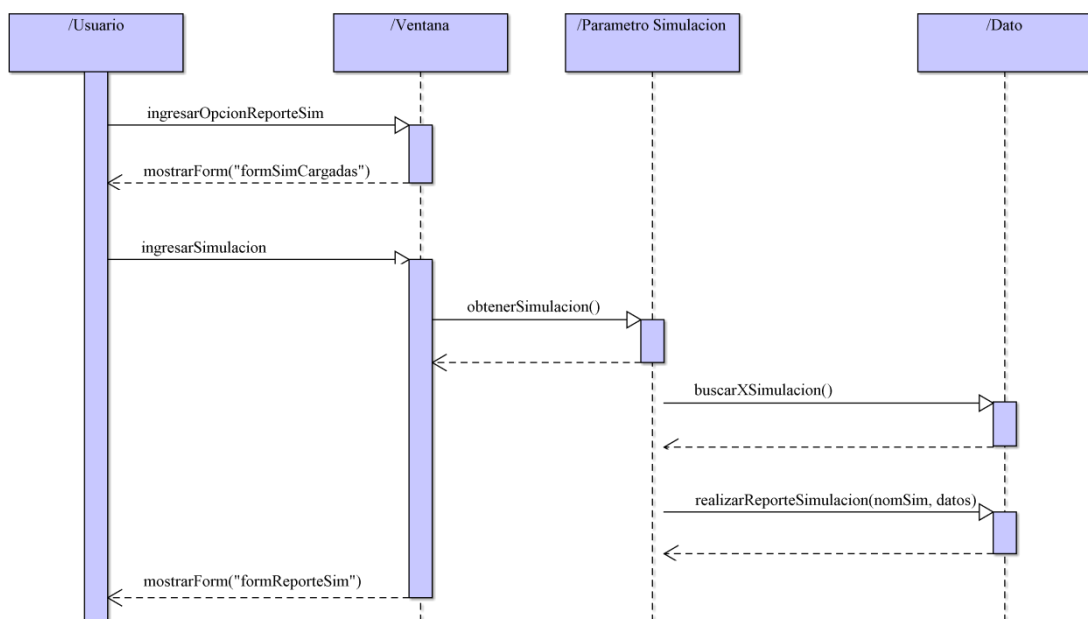 /Usuario
/Ventana
/Parametro Simulacion
/Dato
ingresarOpcionReporteSim
mostrarForm("formSimCargadas")
ingresarSimulacion
obtenerSimulacion()
buscarXSimulacion()
realizarReporteSimulacion(nomSim, datos)
mostrarForm("formReporteSim")